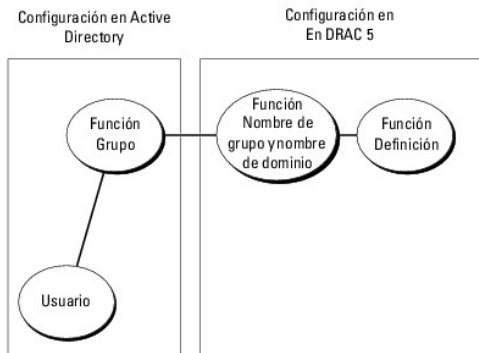 Configuración en Active
Directory
Configuración en
En DRAC 5
Función
Grupo
Función
Nombre de
grupo y nombre
de dominio
Función
Definición
Usuario